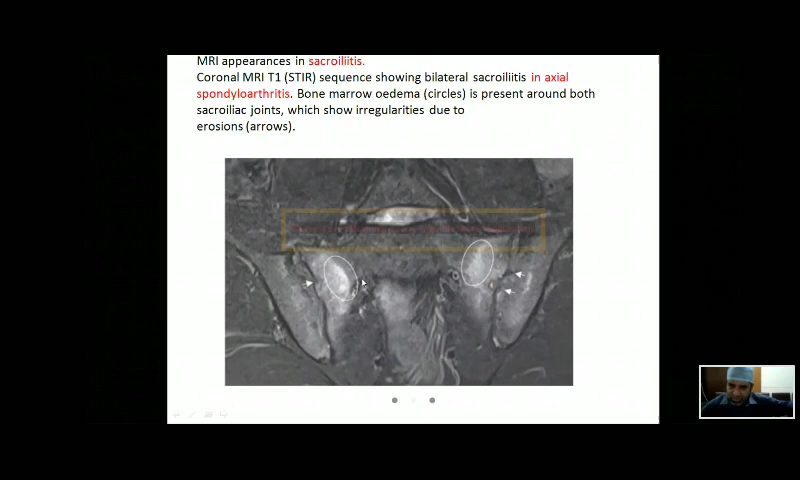 MRI appearances in sacroiliitis.
Coronal MRI T1 (STIR) sequence showing bilateral sacroiliitis in axial
spondyloarthritis. Bone marrow oedema (circles) is present around both
sacroiliac joints, which show irregularities due to
erosions (arrows).